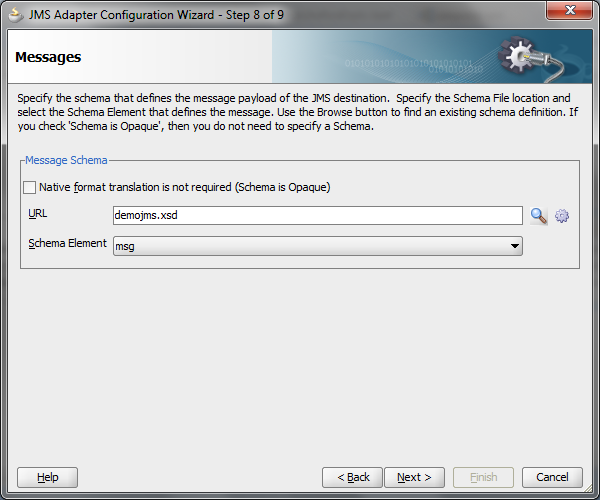 JMS Adapter Configuration Wizard - Step 8 of 9
Messages
010101010101010101010101
01010101010
Specify the schema that defines the message payload of the JMS destination.  Specify the Schema File location and
select the Schema Element that defines the message. Use the Browse button to find an existing schema definition. If
you check 'Schema is Opaque', then you do not need to specify a Schema.
Message Schema
Native format translation is not required (Schema is Opaque)
URL
demojms.xsd
Schema Element
msg
Help
< Back
Next >
Finish
Cancel